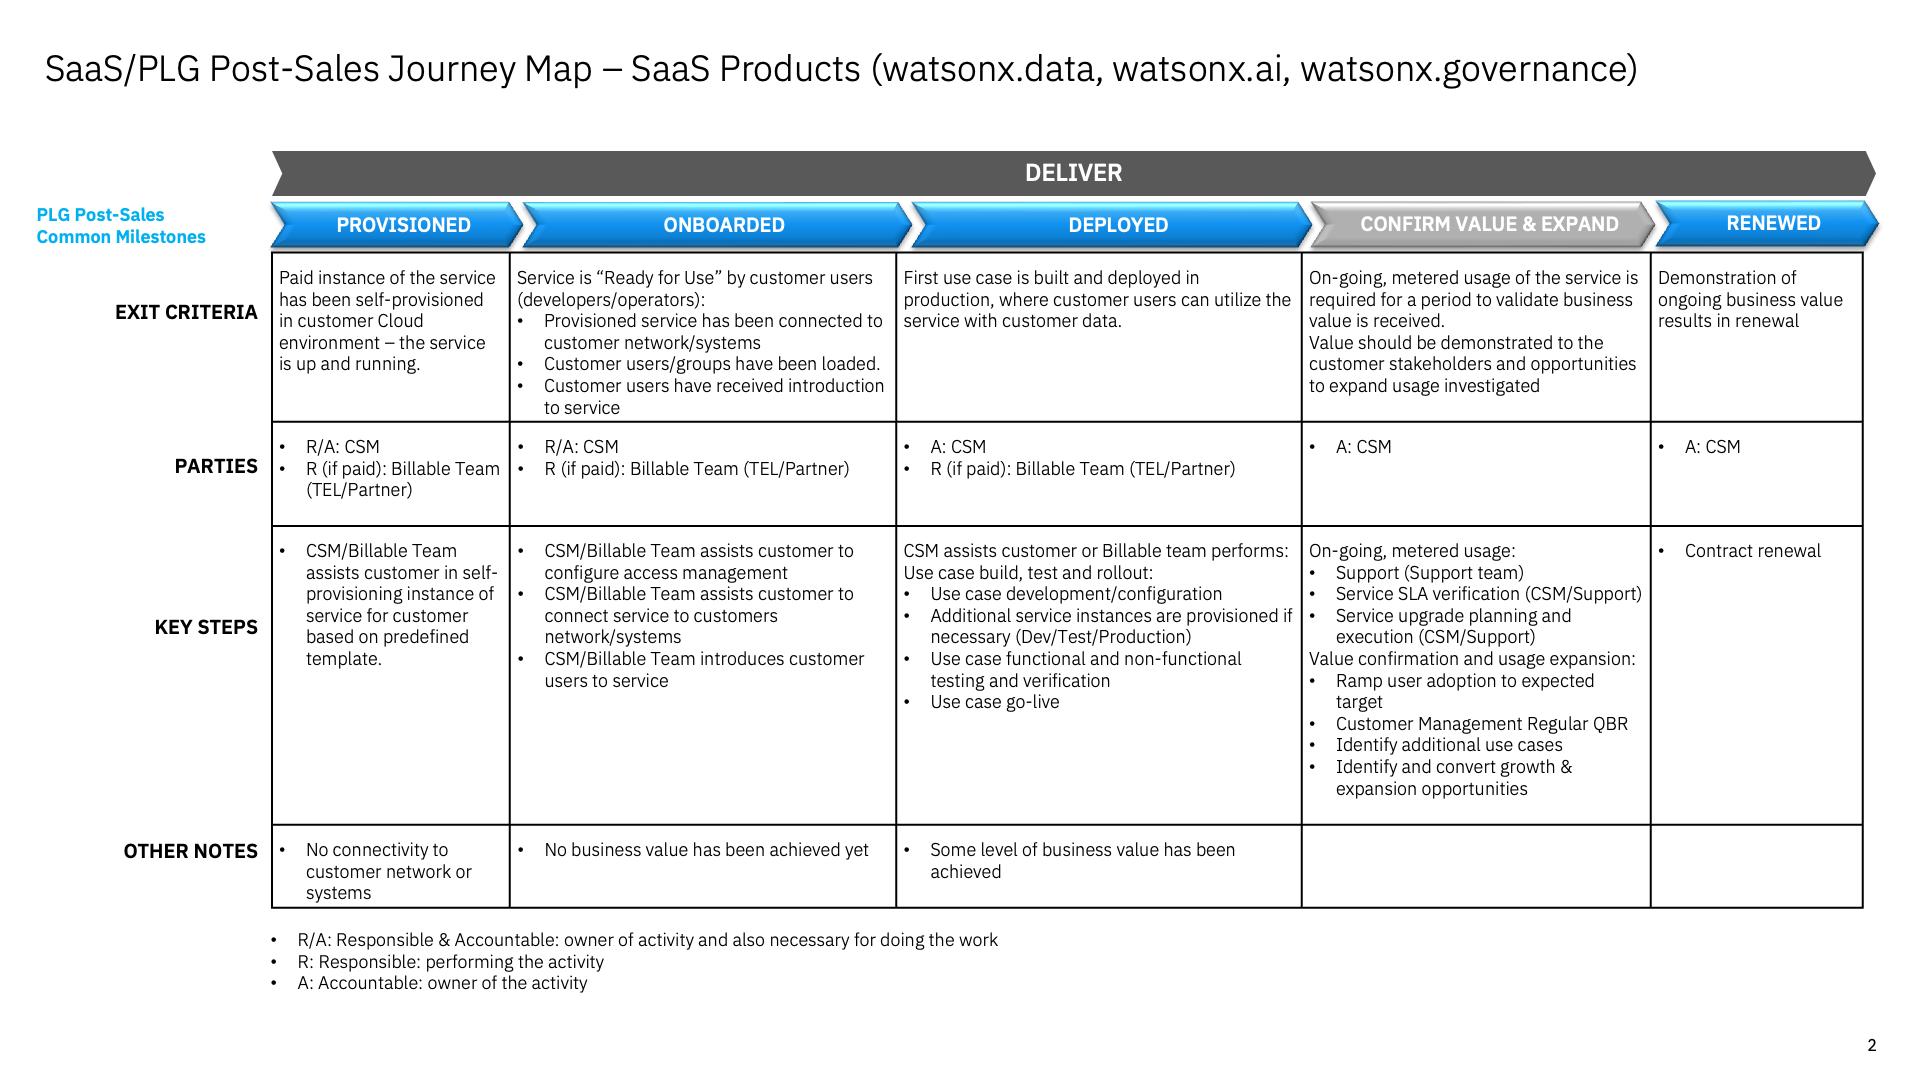 SaaS/PLG Post-Sales Journey Map – SaaS Products (watsonx.data, watsonx.ai, watsonx.governance)
DELIVER
PLG Post-Sales
Common Milestones
PROVISIONED
ONBOARDED
DEPLOYED
CONFIRM VALUE & EXPAND
RENEWED
EXIT CRITERIA
Paid instance of the service
has been self-provisioned
in customer Cloud
environment – the service
is up and running.
Service is “Ready for Use” by customer users
(developers/operators):
• Provisioned service has been connected to
customer network/systems
• Customer users/groups have been loaded.
• Customer users have received introduction
to service
First use case is built and deployed in
production, where customer users can utilize the
service with customer data.
On-going, metered usage of the service is
required for a period to validate business
value is received.
Value should be demonstrated to the
customer stakeholders and opportunities
to expand usage investigated
Demonstration of
ongoing business value
results in renewal
PARTIES
• R/A: CSM
• R (if paid): Billable Team
(TEL/Partner)
• R/A: CSM
• R (if paid): Billable Team (TEL/Partner)
• A: CSM
• R (if paid): Billable Team (TEL/Partner)
• A: CSM
• A: CSM
KEY STEPS
• CSM/Billable Team
assists customer in self-
provisioning instance of
service for customer
based on predefined
template.
• CSM/Billable Team assists customer to
configure access management
• CSM/Billable Team assists customer to
connect service to customers
network/systems
• CSM/Billable Team introduces customer
users to service
CSM assists customer or Billable team performs:
Use case build, test and rollout:
• Use case development/configuration
• Additional service instances are provisioned if
necessary (Dev/Test/Production)
• Use case functional and non-functional
testing and verification
• Use case go-live
On-going, metered usage:
• Support (Support team)
• Service SLA verification (CSM/Support)
• Service upgrade planning and
execution (CSM/Support)
Value confirmation and usage expansion:
• Ramp user adoption to expected
target
• Customer Management Regular QBR
• Identify additional use cases
• Identify and convert growth &
expansion opportunities
• Contract renewal
OTHER NOTES
• No connectivity to
customer network or
systems
• No business value has been achieved yet
• Some level of business value has been
achieved
• R/A: Responsible & Accountable: owner of activity and also necessary for doing the work
• R: Responsible: performing the activity
• A: Accountable: owner of the activity
2